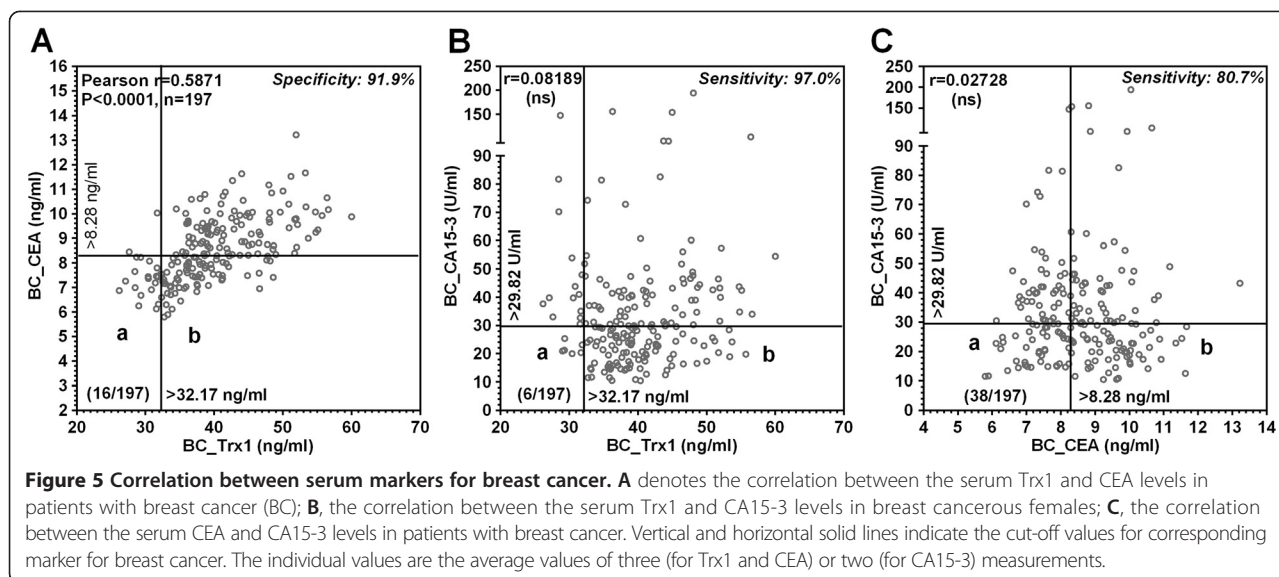 A
16
15
14
13
12
11
10
9
8
7
6
5
4
3
2
BC_CEA (ng/ml)
Pearson r=0.5871
P<0.0001, n=197
Specificity: 91.9%
>8.28 ng/ml
a
b
(16/197)
>32.17 ng/ml
20 30 40 50 60 70
BC_Trx1 (ng/ml)
B
250
200
150
100
90
80
70
60
50
40
30
20
10
0
BC_CA15-3 (U/ml)
r=0.08189
(ns)
Sensitivity: 97.0%
>29.82 U/ml
a
b
(6/197)
>32.17 ng/ml
20 30 40 50 60 70
BC_Trx1 (ng/ml)
C
250
200
150
100
90
80
70
60
50
40
30
20
10
0
BC_CA15-3 (U/ml)
r=0.02728
(ns)
Sensitivity: 80.7%
>29.82 U/ml
a
b
(38/197)
>8.28 ng/ml
4 5 6 7 8 9 10 11 12 13 14
BC_CEA (ng/ml)
Figure 5 Correlation between serum markers for breast cancer. A denotes the correlation between the serum Trx1 and CEA levels in
patients with breast cancer (BC); B, the correlation between the serum Trx1 and CA15-3 levels in breast cancerous females; C, the correlation
between the serum CEA and CA15-3 levels in patients with breast cancer. Vertical and horizontal solid lines indicate the cut-off values for corresponding
marker for breast cancer. The individual values are the average values of three (for Trx1 and CEA) or two (for CA15-3) measurements.